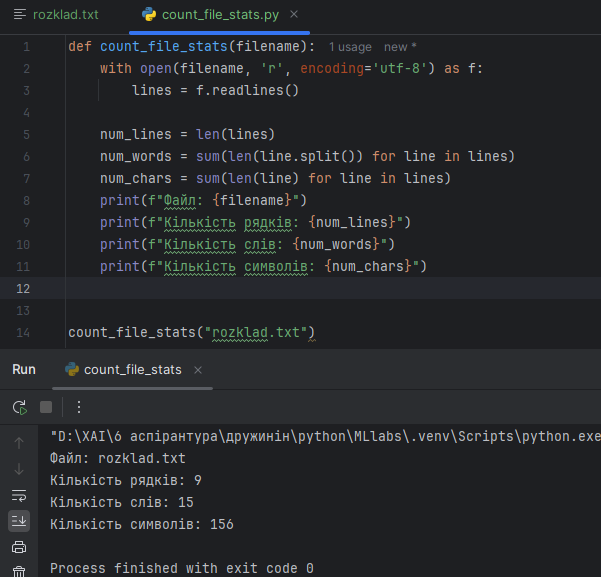 rozklad.txt count_file_stats.py ×
1 def count_file_stats(filename): 1 usage new *
2 with open(filename, 'r', encoding='utf-8') as f:
3 lines = f.readlines()
4
5 num_lines = len(lines)
6 num_words = sum(len(line.split()) for line in lines)
7 num_chars = sum(len(line) for line in lines)
8 print(f"Файл: {filename}")
9 print(f"Кількість рядків: {num_lines}")
10 print(f"Кількість слів: {num_words}")
11 print(f"Кількість символів: {num_chars}")
12
13
14 count_file_stats("rozklad.txt")
Run count_file_stats ×
"D:\XAI\6 аспірантура\дружинін\python\MLlabs\.venv\Scripts\python.exe
Файл: rozklad.txt
Кількість рядків: 9
Кількість слів: 15
Кількість символів: 156
Process finished with exit code 0